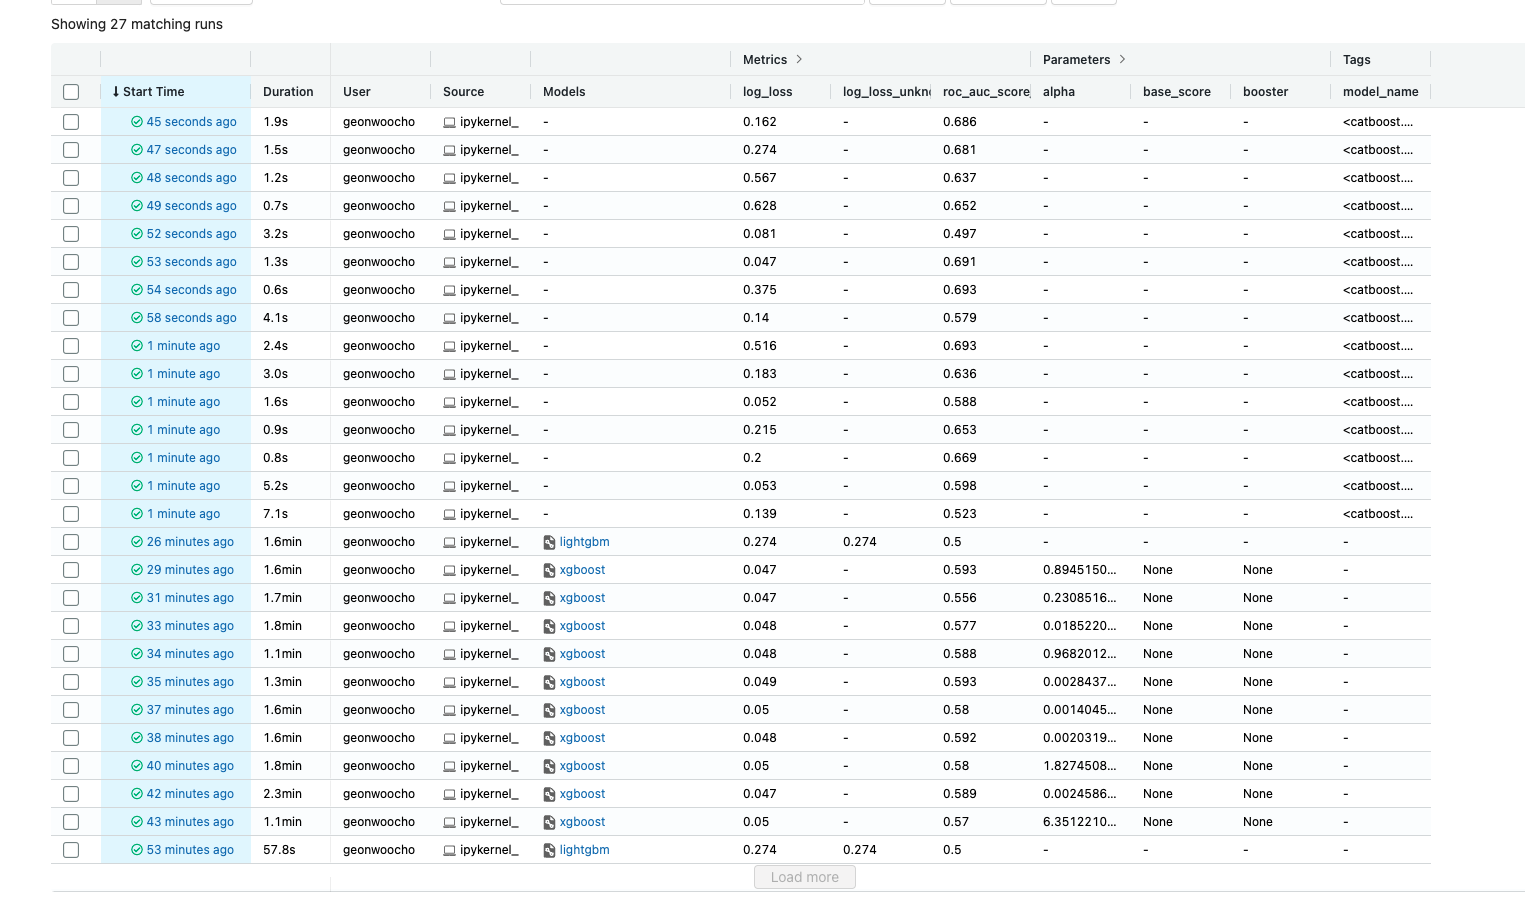 Showing 27 matching runs
Metrics Parameters Tags
Start Time Duration User Source Models log_loss log_loss_unkn roc_auc_score alpha base_score booster model_name
45 seconds ago 1.9s geonwoocho ipykernel_ - 0.162 - 0.686 - - - <catboost....
47 seconds ago 1.5s geonwoocho ipykernel_ - 0.274 - 0.681 - - - <catboost....
48 seconds ago 1.2s geonwoocho ipykernel_ - 0.567 - 0.637 - - - <catboost....
49 seconds ago 0.7s geonwoocho ipykernel_ - 0.628 - 0.652 - - - <catboost....
52 seconds ago 3.2s geonwoocho ipykernel_ - 0.081 - 0.497 - - - <catboost....
53 seconds ago 1.3s geonwoocho ipykernel_ - 0.047 - 0.691 - - - <catboost....
54 seconds ago 0.6s geonwoocho ipykernel_ - 0.375 - 0.693 - - - <catboost....
58 seconds ago 4.1s geonwoocho ipykernel_ - 0.14 - 0.579 - - - <catboost....
1 minute ago 2.4s geonwoocho ipykernel_ - 0.516 - 0.693 - - - <catboost....
1 minute ago 3.0s geonwoocho ipykernel_ - 0.183 - 0.636 - - - <catboost....
1 minute ago 1.6s geonwoocho ipykernel_ - 0.052 - 0.588 - - - <catboost....
1 minute ago 0.9s geonwoocho ipykernel_ - 0.215 - 0.653 - - - <catboost....
1 minute ago 0.8s geonwoocho ipykernel_ - 0.2 - 0.669 - - - <catboost....
1 minute ago 5.2s geonwoocho ipykernel_ - 0.053 - 0.598 - - - <catboost....
1 minute ago 7.1s geonwoocho ipykernel_ - 0.139 - 0.523 - - - <catboost....
26 minutes ago 1.6min geonwoocho ipykernel_ lightgbm 0.274 0.274 0.5 - - - -
29 minutes ago 1.6min geonwoocho ipykernel_ xgboost 0.047 - 0.593 0.8945150... None None -
31 minutes ago 1.7min geonwoocho ipykernel_ xgboost 0.047 - 0.556 0.2308516... None None -
33 minutes ago 1.8min geonwoocho ipykernel_ xgboost 0.048 - 0.577 0.0185220... None None -
34 minutes ago 1.1min geonwoocho ipykernel_ xgboost 0.048 - 0.588 0.9682012... None None -
35 minutes ago 1.3min geonwoocho ipykernel_ xgboost 0.049 - 0.593 0.0028437... None None -
37 minutes ago 1.6min geonwoocho ipykernel_ xgboost 0.05 - 0.58 0.0014045... None None -
38 minutes ago 1.6min geonwoocho ipykernel_ xgboost 0.048 - 0.592 0.0020319... None None -
40 minutes ago 1.8min geonwoocho ipykernel_ xgboost 0.05 - 0.58 1.8274508... None None -
42 minutes ago 2.3min geonwoocho ipykernel_ xgboost 0.047 - 0.589 0.0024586... None None -
43 minutes ago 1.1min geonwoocho ipykernel_ xgboost 0.05 - 0.57 6.3512210... None None -
53 minutes ago 57.8s geonwoocho ipykernel_ lightgbm 0.274 0.274 0.5 - - - -
Load more